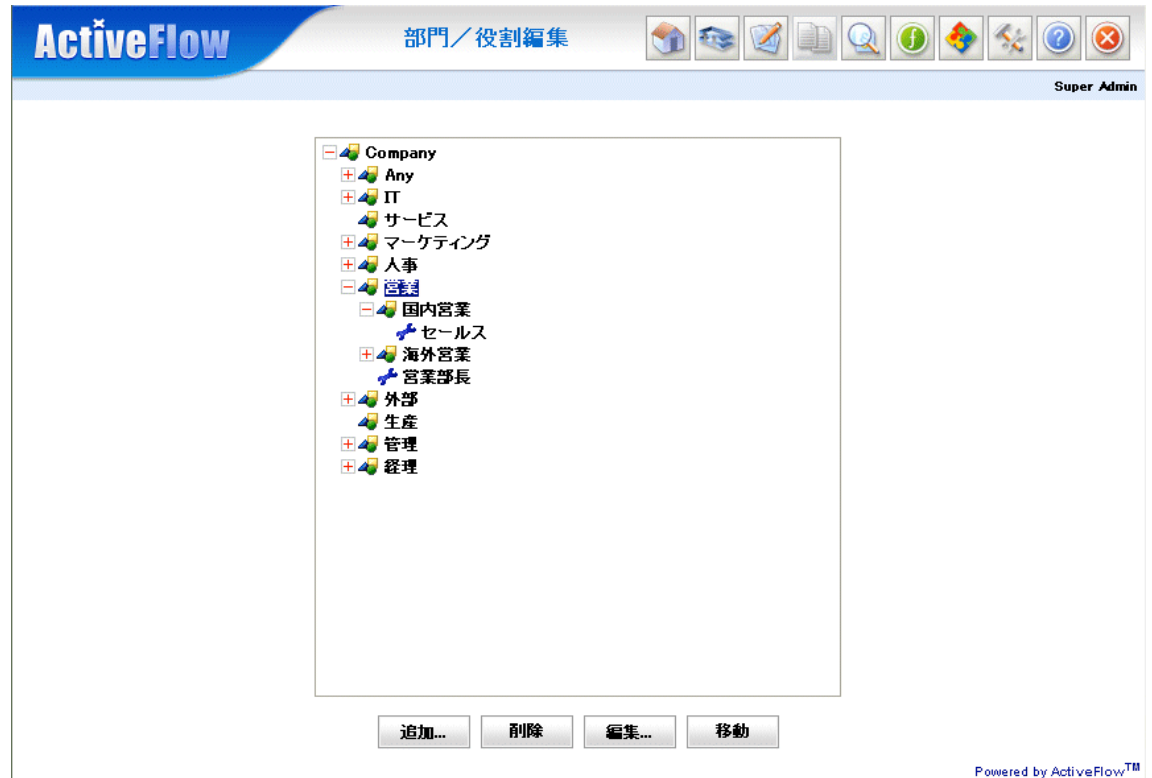 ActiveFlow
部門／役割編集
Super Admin
Company
Any
IT
サービス
マーケティング
人事
営業
国内営業
セールス
海外営業
営業部長
外部
生産
管理
経理
追加... 削除 編集... 移動
Powered by ActiveFlow™